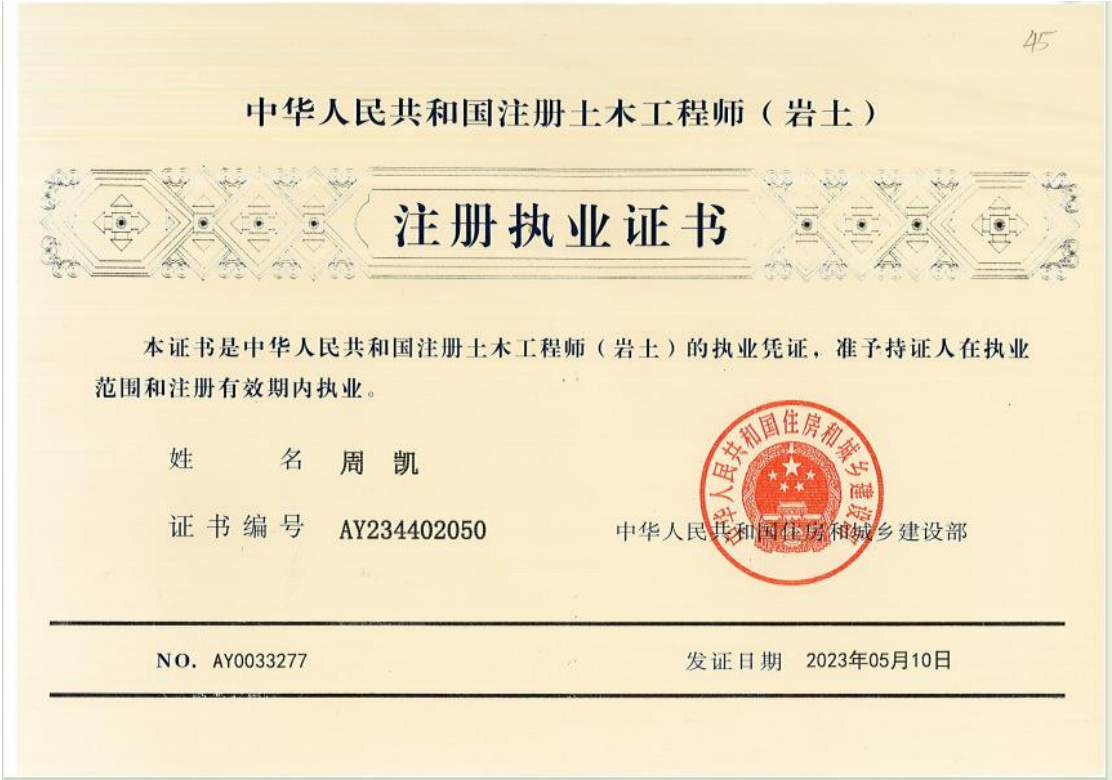 45
中华人民共和国注册土木工程师（岩土）
注册执业证书
本证书是中华人民共和国注册土木工程师（岩土）的执业凭证，准予持证人在执业
范围和注册有效期内执业。
姓 名 周 凯
证书编号 AY234402050
中华人民共和国住房和城乡建设部
中华人民共和国住房和城乡建设部
NO. AY0033277
发证日期 2023年05月10日